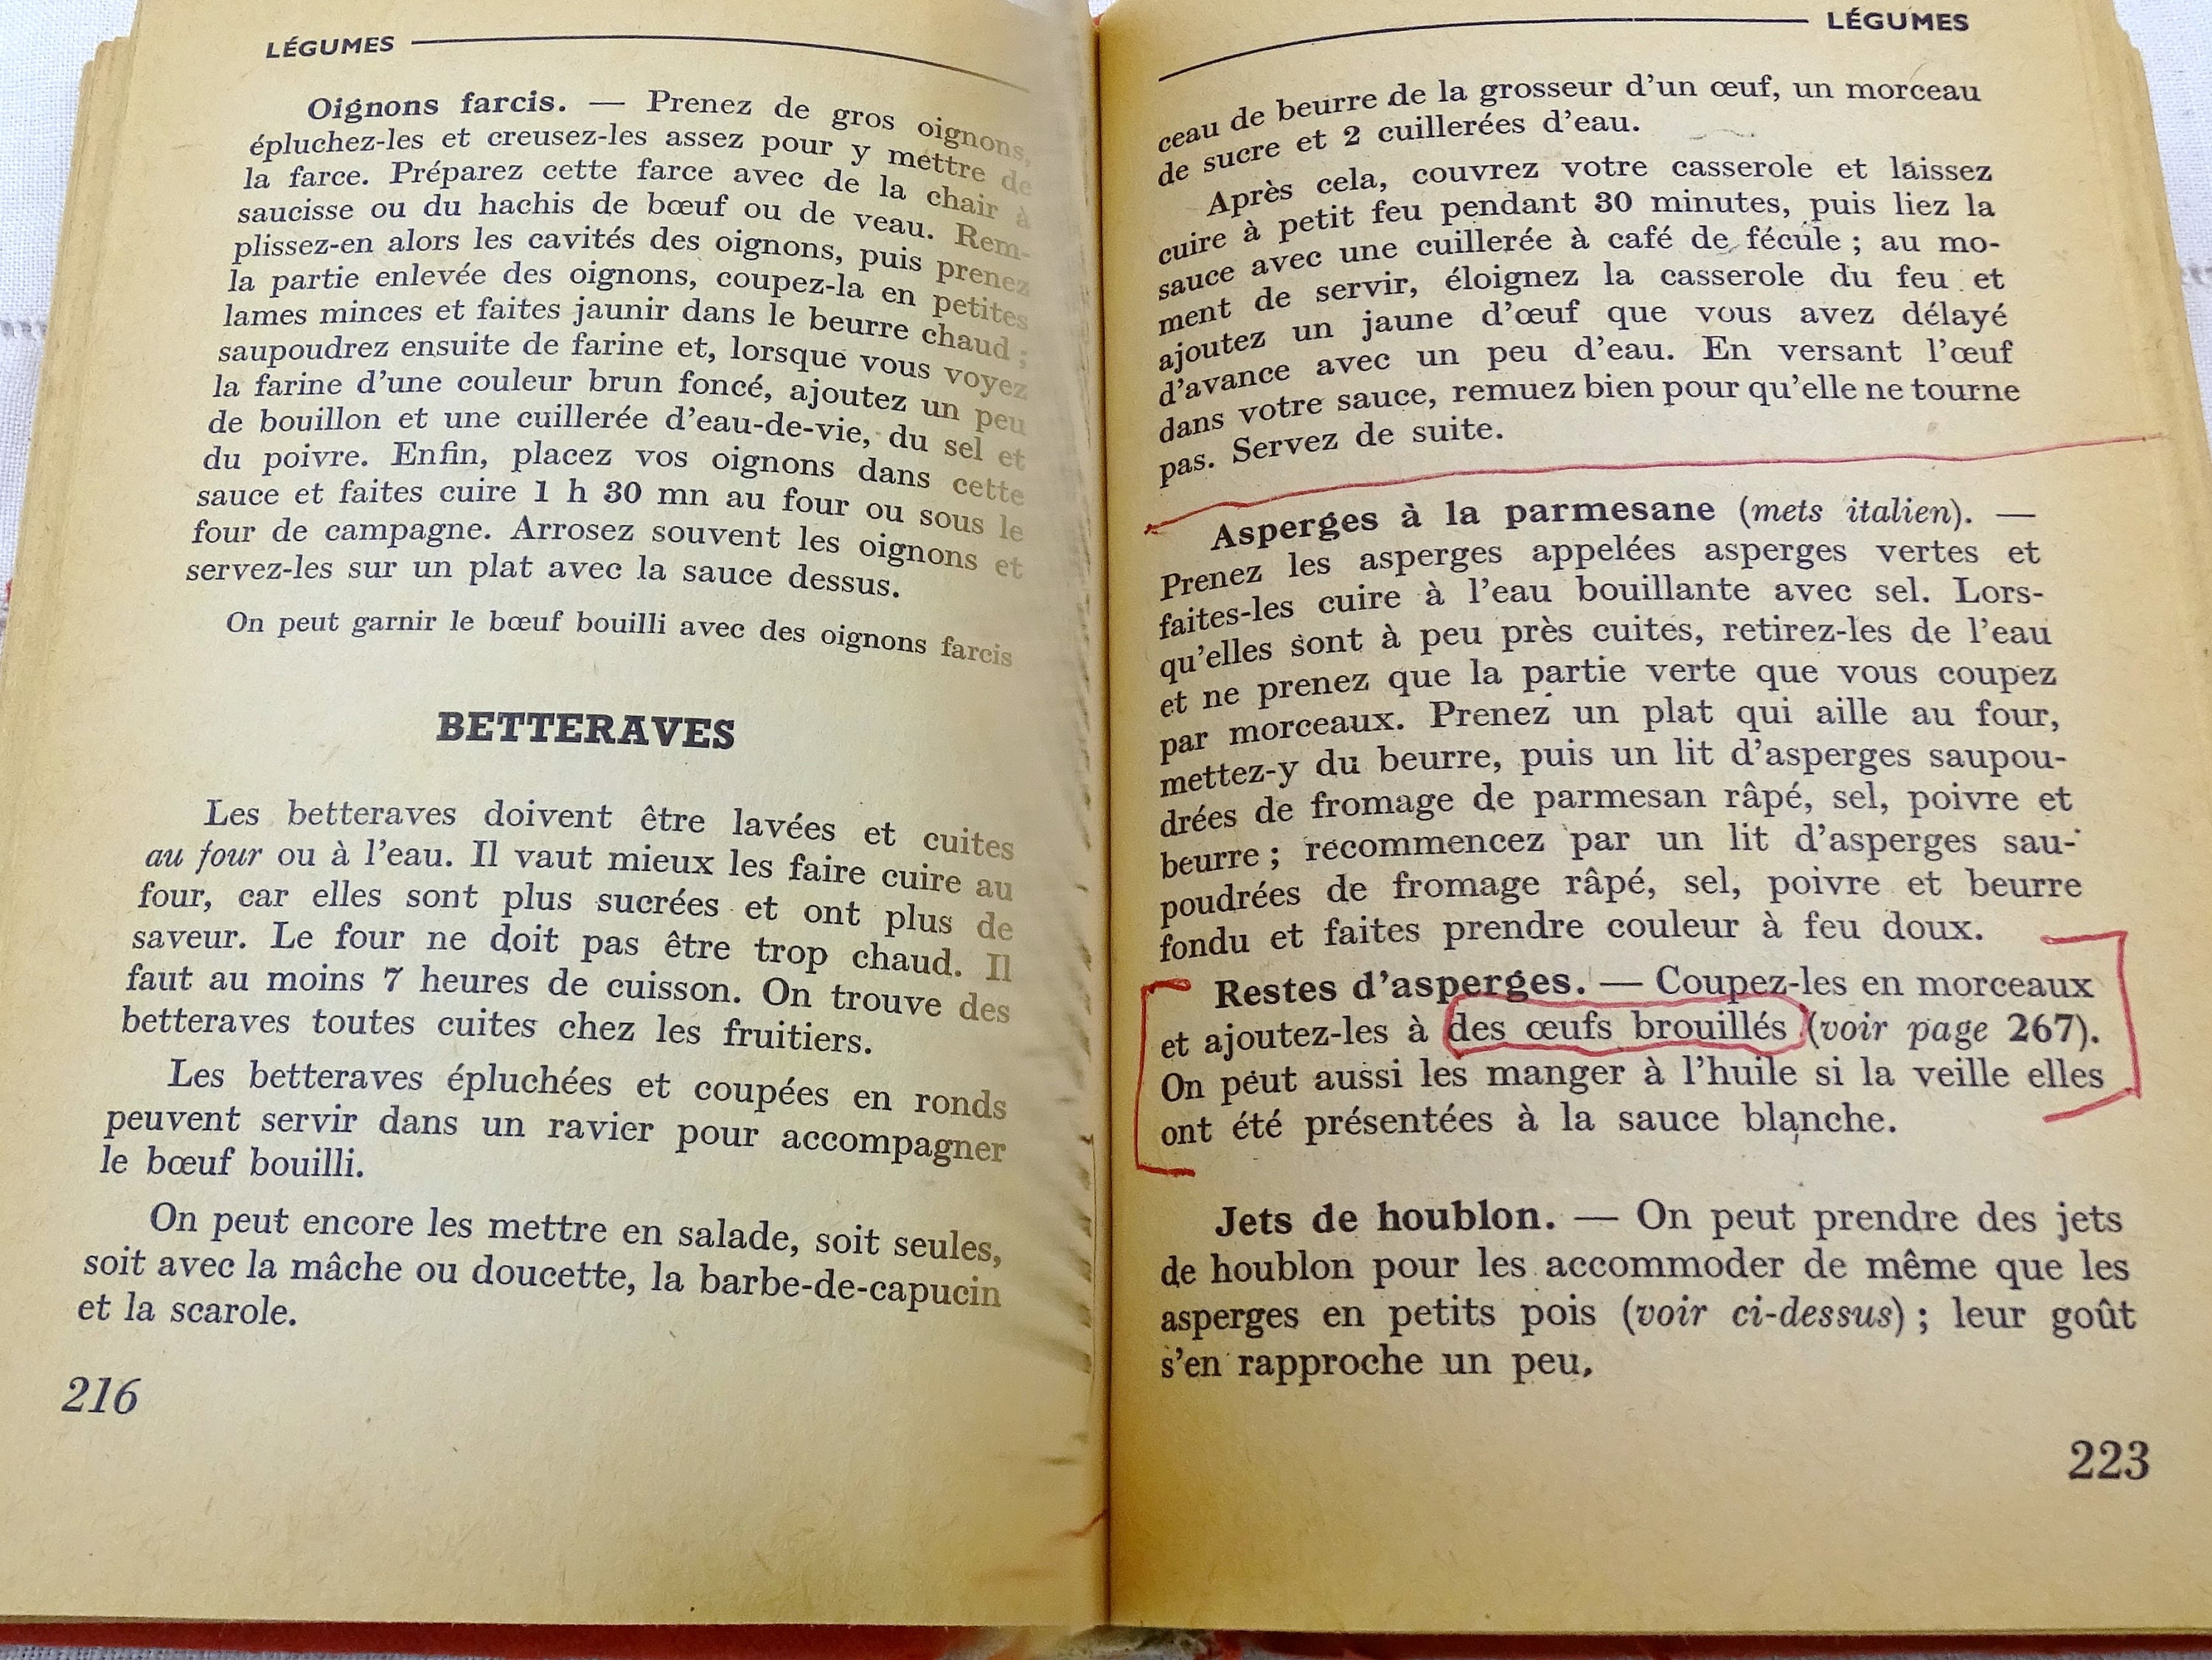 LÉGUMES
Oignons farcis. — Prenez de gros oignons,
épluchez-les et creusez-les assez pour y mettre de
la farce. Préparez cette farce avec de la chair à
saucisse ou du hachis de bœuf ou de veau. Rem-
plissez-en alors les cavités des oignons, puis prenez
la partie enlevée des oignons, coupez-la en petites
lames minces et faites jaunir dans le beurre chaud ;
saupoudrez ensuite de farine et, lorsque vous voyez
la farine d'une couleur brun foncé, ajoutez un peu
de bouillon et une cuillerée d'eau-de-vie, du sel et
du poivre. Enfin, placez vos oignons dans cette
sauce et faites cuire 1 h 30 mn au four ou sous le
four de campagne. Arrosez souvent les oignons et
servez-les sur un plat avec la sauce dessus.
On peut garnir le bœuf bouilli avec des oignons farcis
BETTERAVES
Les betteraves doivent être lavées et cuites
au four ou à l'eau. Il vaut mieux les faire cuire au
four, car elles sont plus sucrées et ont plus de
saveur. Le four ne doit pas être trop chaud. Il
faut au moins 7 heures de cuisson. On trouve des
betteraves toutes cuites chez les fruitiers.
Les betteraves épluchées et coupées en ronds
peuvent servir dans un ravier pour accompagner
le bœuf bouilli.
On peut encore les mettre en salade, soit seules,
soit avec la mâche ou doucette, la barbe-de-capucin
et la scarole.
216
LÉGUMES
ceau de beurre de la grosseur d'un œuf, un morceau
de sucre et 2 cuillerées d'eau.
Après cela, couvrez votre casserole et laissez
cuire à petit feu pendant 30 minutes, puis liez la
sauce avec une cuillerée à café de fécule ; au mo-
ment de servir, éloignez la casserole du feu et
ajoutez un jaune d'œuf que vous avez délayé
d'avance avec un peu d'eau. En versant l'œuf
dans votre sauce, remuez bien pour qu'elle ne tourne
pas. Servez de suite.
Asperges à la parmesane (mets italien). —
Prenez les asperges appelées asperges vertes et
faites-les cuire à l'eau bouillante avec sel. Lors-
qu'elles sont à peu près cuites, retirez-les de l'eau
et ne prenez que la partie verte que vous coupez
par morceaux. Prenez un plat qui aille au four,
mettez-y du beurre, puis un lit d'asperges saupou-
drées de fromage de parmesan râpé, sel, poivre et
beurre ; recommencez par un lit d'asperges sau-
poudrées de fromage râpé, sel, poivre et beurre
fondu et faites prendre couleur à feu doux.
Restes d'asperges. — Coupez-les en morceaux
et ajoutez-les à des œufs brouillés (voir page 267).
On peut aussi les manger à l'huile si la veille elles
ont été présentées à la sauce blanche.
Jets de houblon. — On peut prendre des jets
de houblon pour les accommoder de même que les
asperges en petits pois (voir ci-dessus) ; leur goût
s'en rapproche un peu.
223